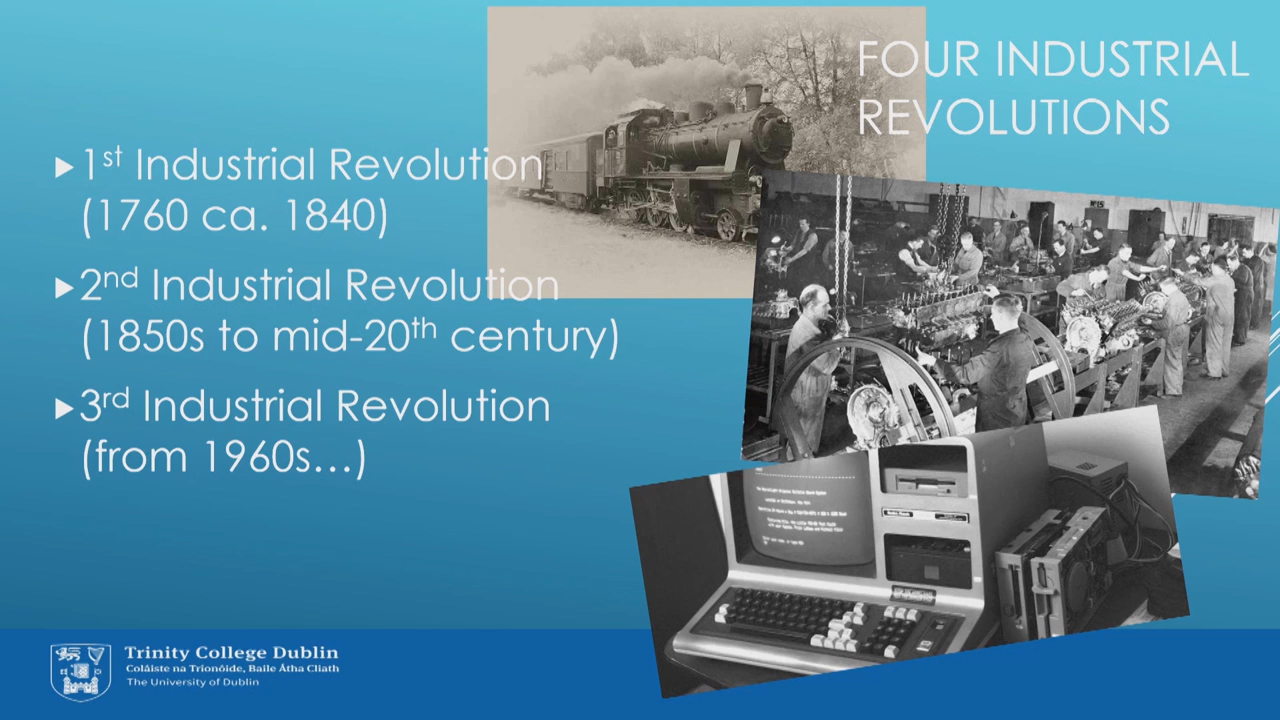 FOUR INDUSTRIAL
REVOLUTIONS
1st Industrial Revolution
(1760 ca. 1840)
2nd Industrial Revolution
(1850s to mid-20th century)
3rd Industrial Revolution
(from 1960s...)
Trinity College Dublin
Coláiste na Tríonóide, Baile Átha Cliath
The University of Dublin